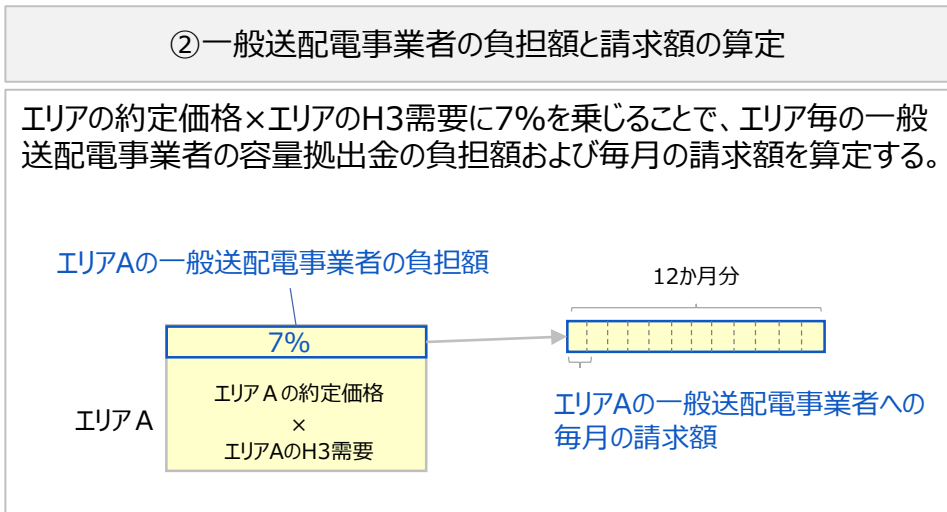 ②一般送配電事業者の負担額と請求額の算定
エリアの約定価格×エリアのH3需要に7%を乗じることで、エリア毎の一般
送配電事業者の容量拠出金の負担額および毎月の請求額を算定する。
エリアAの一般送配電事業者の負担額
12か月分
7%
エリアAの約定価格
×
エリアAのH3需要
エリアA
エリアAの一般送配電事業者への
毎月の請求額